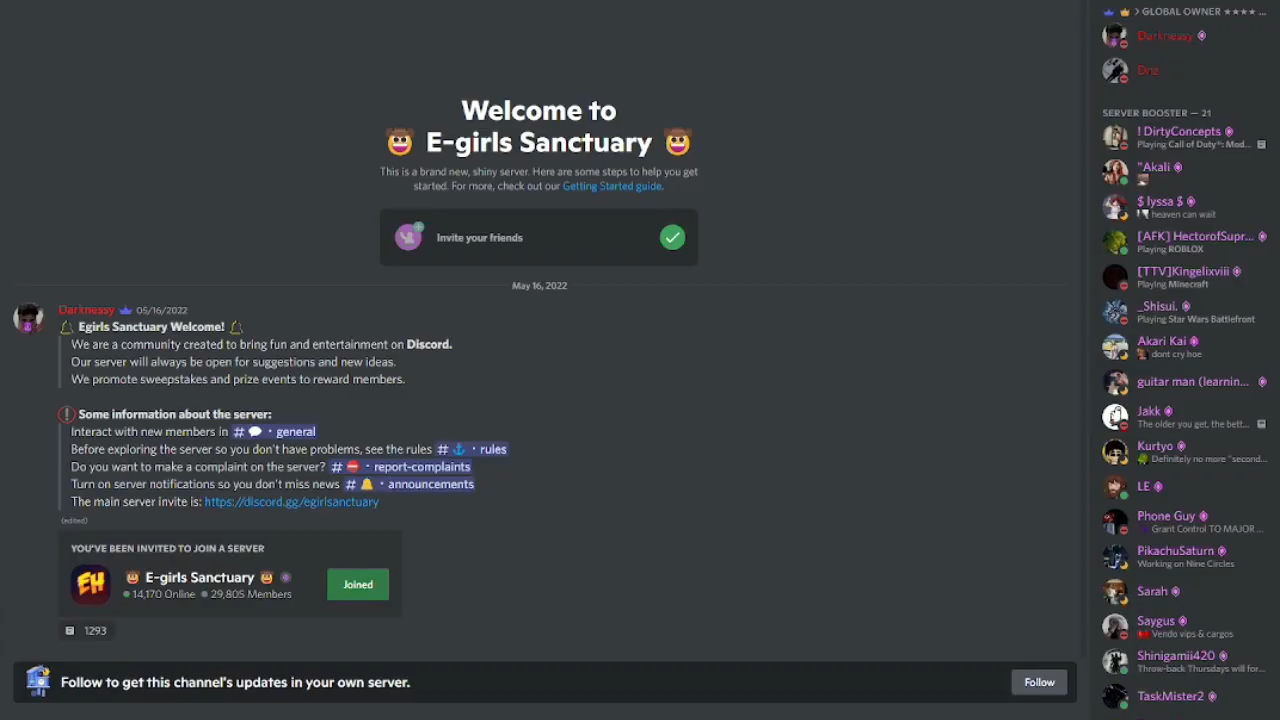 Welcome to
E-girls Sanctuary
This is a brand new, shiny server. Here are some steps to help you get
started. For more, check out our Getting Started guide.
Invite your friends
May 16, 2022
Darknessy 05/16/2022
Egirls Sanctuary Welcome!
We are a community created to bring fun and entertainment on Discord.
Our server will always be open for suggestions and new ideas.
We promote sweepstakes and prize events to reward members.
Some information about the server:
Interact with new members in # 💬・general
Before exploring the server so you don't have problems, see the rules # ⚓・rules
Do you want to make a complaint on the server? # ⛔・report-complaints
Turn on server notifications so you don't miss news # 🔔・announcements
The main server invite is: https://discord.gg/egirlsanctuary
(edited)
YOU'VE BEEN INVITED TO JOIN A SERVER
EH
E-girls Sanctuary
14,170 Online 29,805 Members
Joined
1293
Follow to get this channel's updates in your own server.
Follow
> GLOBAL OWNER ★★★★ ...
Darknessy
Dnz
SERVER BOOSTER — 21
! DirtyConcepts
Playing Call of Duty®: Mod...
"Akali
$ lyssa $
heaven can wait
[AFK] HectorofSupr...
Playing ROBLOX
[TTV]Kingelixviii
Playing Minecraft
_Shisui.
Playing Star Wars Battlefront
Akari Kai
dont cry hoe
guitar man (learnin...
Jakk
The older you get, the bett...
Kurtyo
Definitely no more "second...
LE
Phone Guy
Grant Control TO MAJOR ...
PikachuSaturn
Working on Nine Circles
Sarah
Saygus
Vendo vips & cargos
Shinigamii420
Throw-back Thursdays will for...
TaskMister2